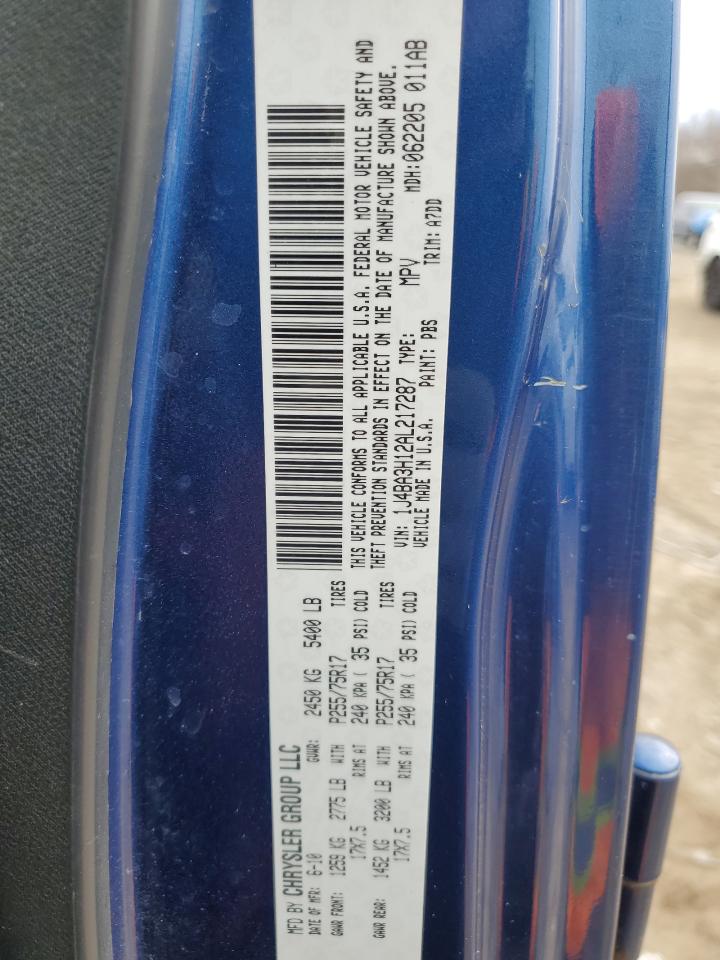 MFD BY CHRYSLER GROUP LLC
DATE OF MFR: 6-10 GVWR: 2450 KG 5400 LB
GAWR FRONT: 1259 KG 2775 LB WITH P255/75R17 TIRES
17X7.5 RIMS AT 240 KPA ( 35 PSI) COLD
GAWR REAR: 1452 KG 3200 LB WITH P255/75R17 TIRES
17X7.5 RIMS AT 240 KPA ( 35 PSI) COLD
THIS VEHICLE CONFORMS TO ALL APPLICABLE U.S.A. FEDERAL MOTOR VEHICLE SAFETY AND
THEFT PREVENTION STANDARDS IN EFFECT ON THE DATE OF MANUFACTURE SHOWN ABOVE.
VIN: 1J4BA3H12AL217287 TYPE: MPV MDH:062205 011AB
VEHICLE MADE IN U.S.A. PAINT: PBS TRIM: A7DD